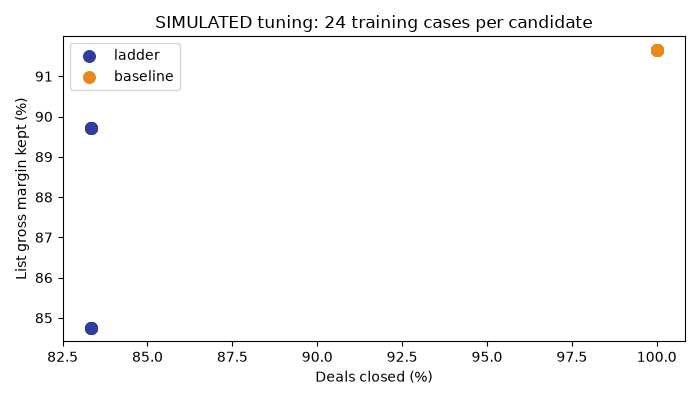 SIMULATED tuning: 24 training cases per candidate
ladder
baseline
List gross margin kept (%)
91
90
89
88
87
86
85
82.5 85.0 87.5 90.0 92.5 95.0 97.5 100.0
Deals closed (%)